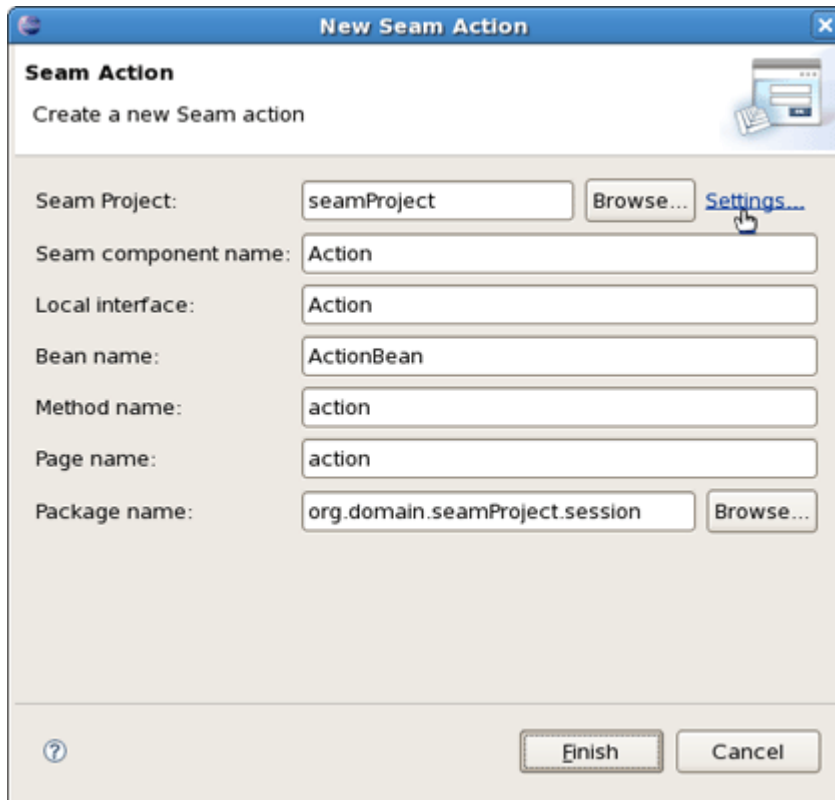 New Seam Action
Seam Action
Create a new Seam action
Seam Project: seamProject Browse... Settings...
Seam component name: Action
Local interface: Action
Bean name: ActionBean
Method name: action
Page name: action
Package name: org.domain.seamProject.session Browse...
? Finish Cancel